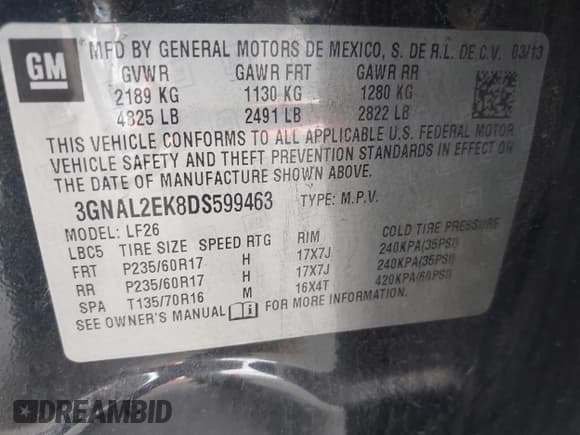 GM
MFD BY GENERAL MOTORS DE MEXICO, S. DE R.L. DE C.V. 03/13
GVWR GAWR FRT GAWR RR
2189 KG 1130 KG 1280 KG
4825 LB 2491 LB 2822 LB
THIS VEHICLE CONFORMS TO ALL APPLICABLE U.S. FEDERAL MOTOR
VEHICLE SAFETY AND THEFT PREVENTION STANDARDS IN EFFECT ON
THE DATE OF MANUFACTURE SHOWN ABOVE.
3GNAL2EK8DS599463 TYPE: M.P.V.
MODEL: LF26
LBC5 TIRE SIZE SPEED RTG RIM COLD TIRE PRESSURE
FRT P235/60R17 H 17X7J 240KPA(35PSI)
RR P235/60R17 H 17X7J 240KPA(35PSI)
SPA T135/70R16 M 16X4T 420KPA(60PSI)
SEE OWNER'S MANUAL FOR MORE INFORMATION
DREAMBID